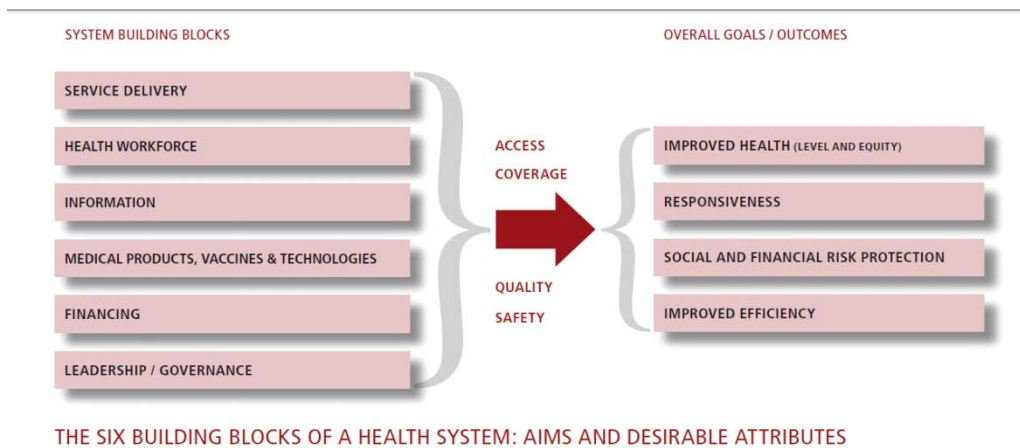 SYSTEM BUILDING BLOCKS
SERVICE DELIVERY
HEALTH WORKFORCE
INFORMATION
MEDICAL PRODUCTS, VACCINES & TECHNOLOGIES
FINANCING
LEADERSHIP / GOVERNANCE
ACCESS
COVERAGE
QUALITY
SAFETY
OVERALL GOALS / OUTCOMES
IMPROVED HEALTH (LEVEL AND EQUITY)
RESPONSIVENESS
SOCIAL AND FINANCIAL RISK PROTECTION
IMPROVED EFFICIENCY
THE SIX BUILDING BLOCKS OF A HEALTH SYSTEM: AIMS AND DESIRABLE ATTRIBUTES